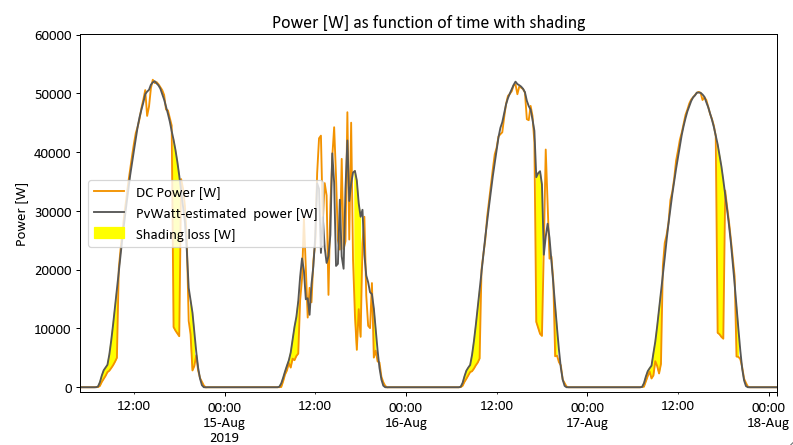 Power [W] as function of time with shading
60000
50000
40000
30000
20000
10000
0
Power [W]
DC Power [W]
PvWatt-estimated  power [W]
Shading loss [W]
12:00
00:00
12:00
00:00
12:00
00:00
12:00
00:00
15-Aug
16-Aug
17-Aug
18-Aug
2019